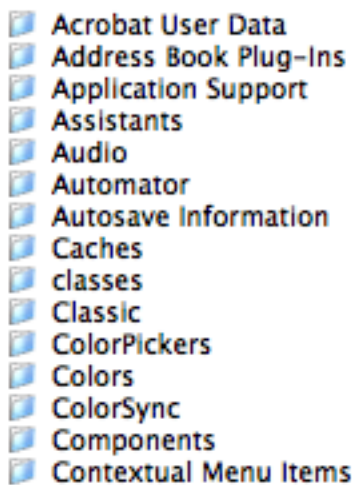 Acrobat User Data
Address Book Plug-Ins
Application Support
Assistants
Audio
Automator
Autosave Information
Caches
classes
Classic
ColorPickers
Colors
ColorSync
Components
Contextual Menu Items